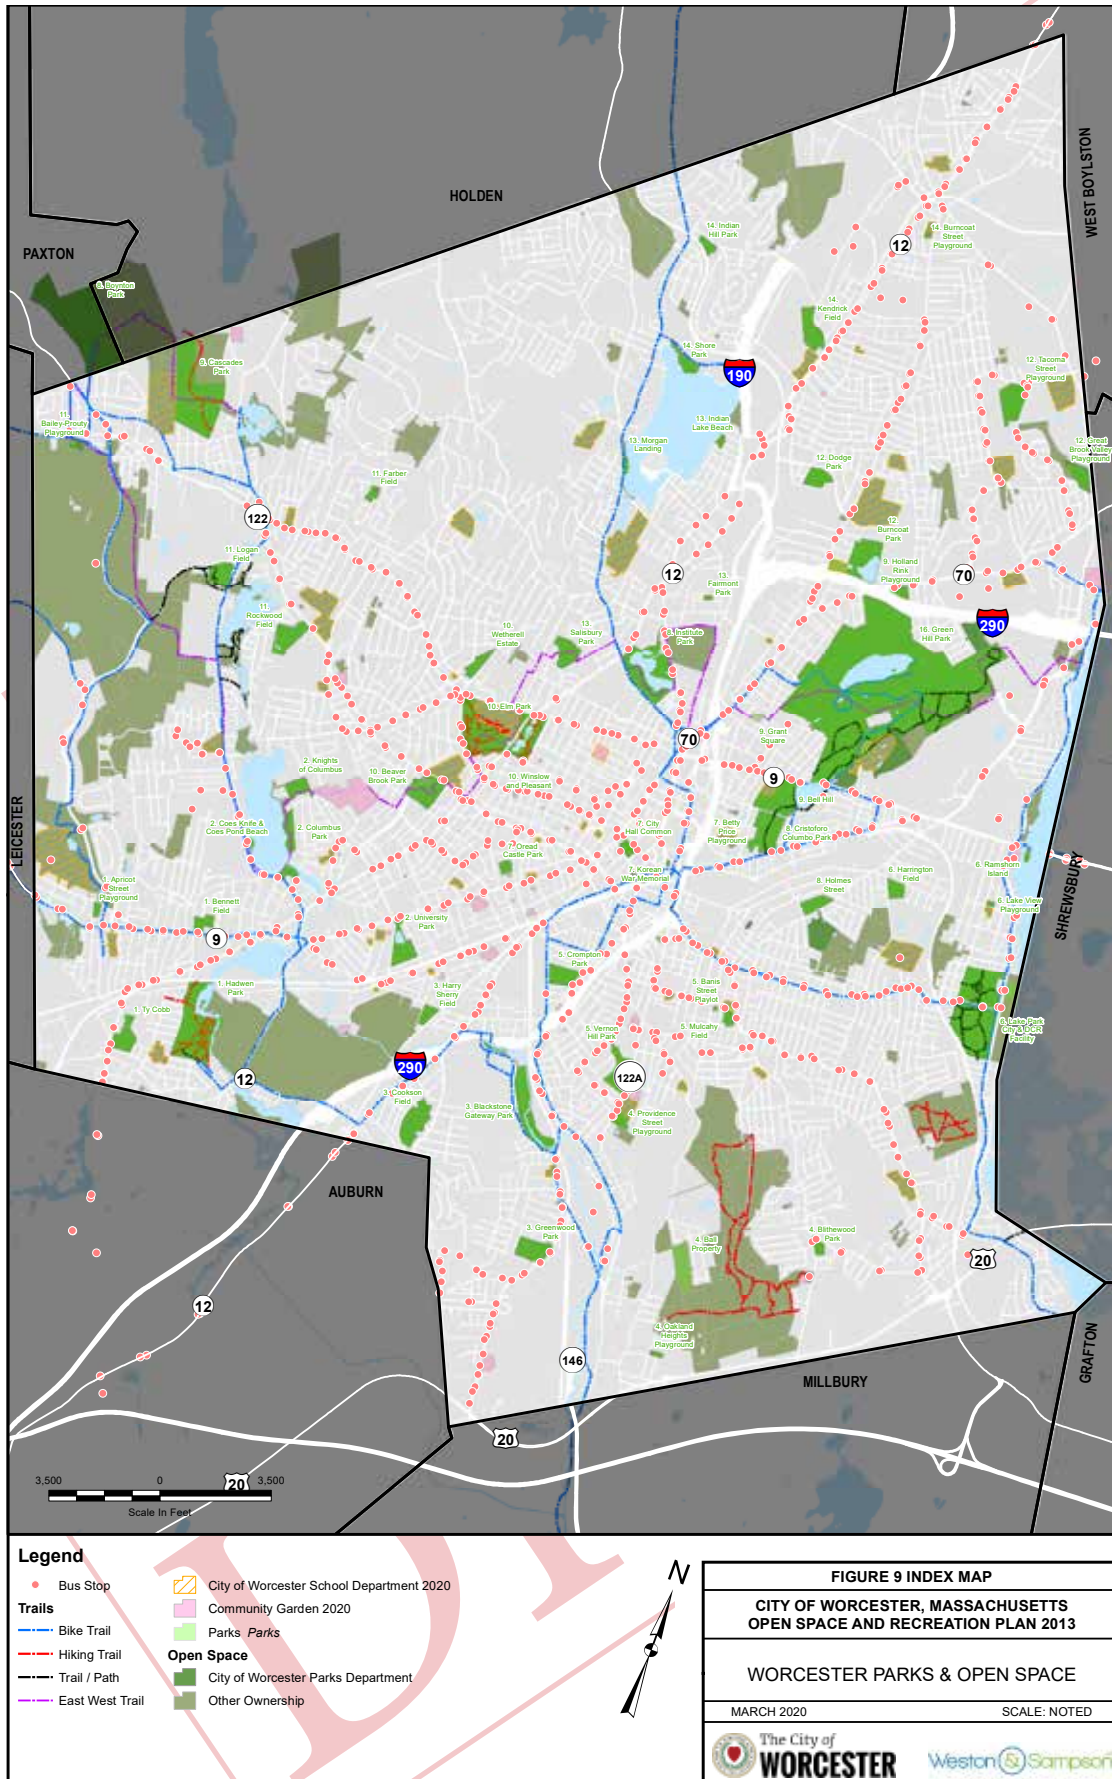 HOLDEN
PAXTON
WEST BOYLSTON
8. Boynton
Park
14. Indian
Hill Park
12
14. Burncoat
Street
Playground
14.
Kendrick
Field
9. Cascades
Park
14. Shore
Park
190
12. Tacoma
Street
Playground
11.
Bailey-Prouty
Playground
13. Indian
Lake Beach
13. Morgan
Landing
12. Great
Brook Valley
Playground
11. Farber
Field
12. Dodge
Park
122
12.
Burncoat
Park
11. Logan
Field
12
13.
Fairmont
Park
9. Holland
Rink
Playground
70
11.
Rockwood
Field
290
10.
Wetherell
Estate
13.
Salisbury
Park
8. Institute
Park
16. Green
Hill Park
10. Elm Park
70
9. Grant
Square
2. Knights
of Columbus
10. Beaver
Brook Park
10. Winslow
and Pleasant
9
9. Bell Hill
LEICESTER
2. Coes Knife &
Coes Pond Beach
2. Columbus
Park
7. City
Hall Common
7. Betty
Price
Playground
8. Cristoforo
Columbo Park
7. Oread
Castle Park
7. Korean
War Memorial
1. Apricot
Street
Playground
8. Holmes
Street
6. Harrington
Field
6. Ramshorn
Island
SHREWSBURY
1. Bennett
Field
2. University
Park
6. Lake View
Playground
9
5. Crompton
Park
1. Hadwen
Park
3. Harry
Sherry
Field
5. Banis
Street
Playlot
1. Ty Cobb
5. Vernon
Hill Park
5. Mulcahy
Field
6. Lake Park
City & DCR
Facility
290
12
122A
3. Cookson
Field
3. Blackstone
Gateway Park
4. Providence
Street
Playground
AUBURN
3. Greenwood
Park
4. Ball
Property
4. Blithewood
Park
20
12
4. Oakland
Heights
Playground
146
GRAFTON
MILLBURY
20
3,500 0 20 3,500
Scale In Feet
Legend
Bus Stop
Trails
Bike Trail
Hiking Trail
Trail / Path
East West Trail
City of Worcester School Department 2020
Community Garden 2020
Parks Parks
Open Space
City of Worcester Parks Department
Other Ownership
N
FIGURE 9 INDEX MAP
CITY OF WORCESTER, MASSACHUSETTS
OPEN SPACE AND RECREATION PLAN 2013
WORCESTER PARKS & OPEN SPACE
MARCH 2020 SCALE: NOTED
The City of
WORCESTER
Weston & Sampson